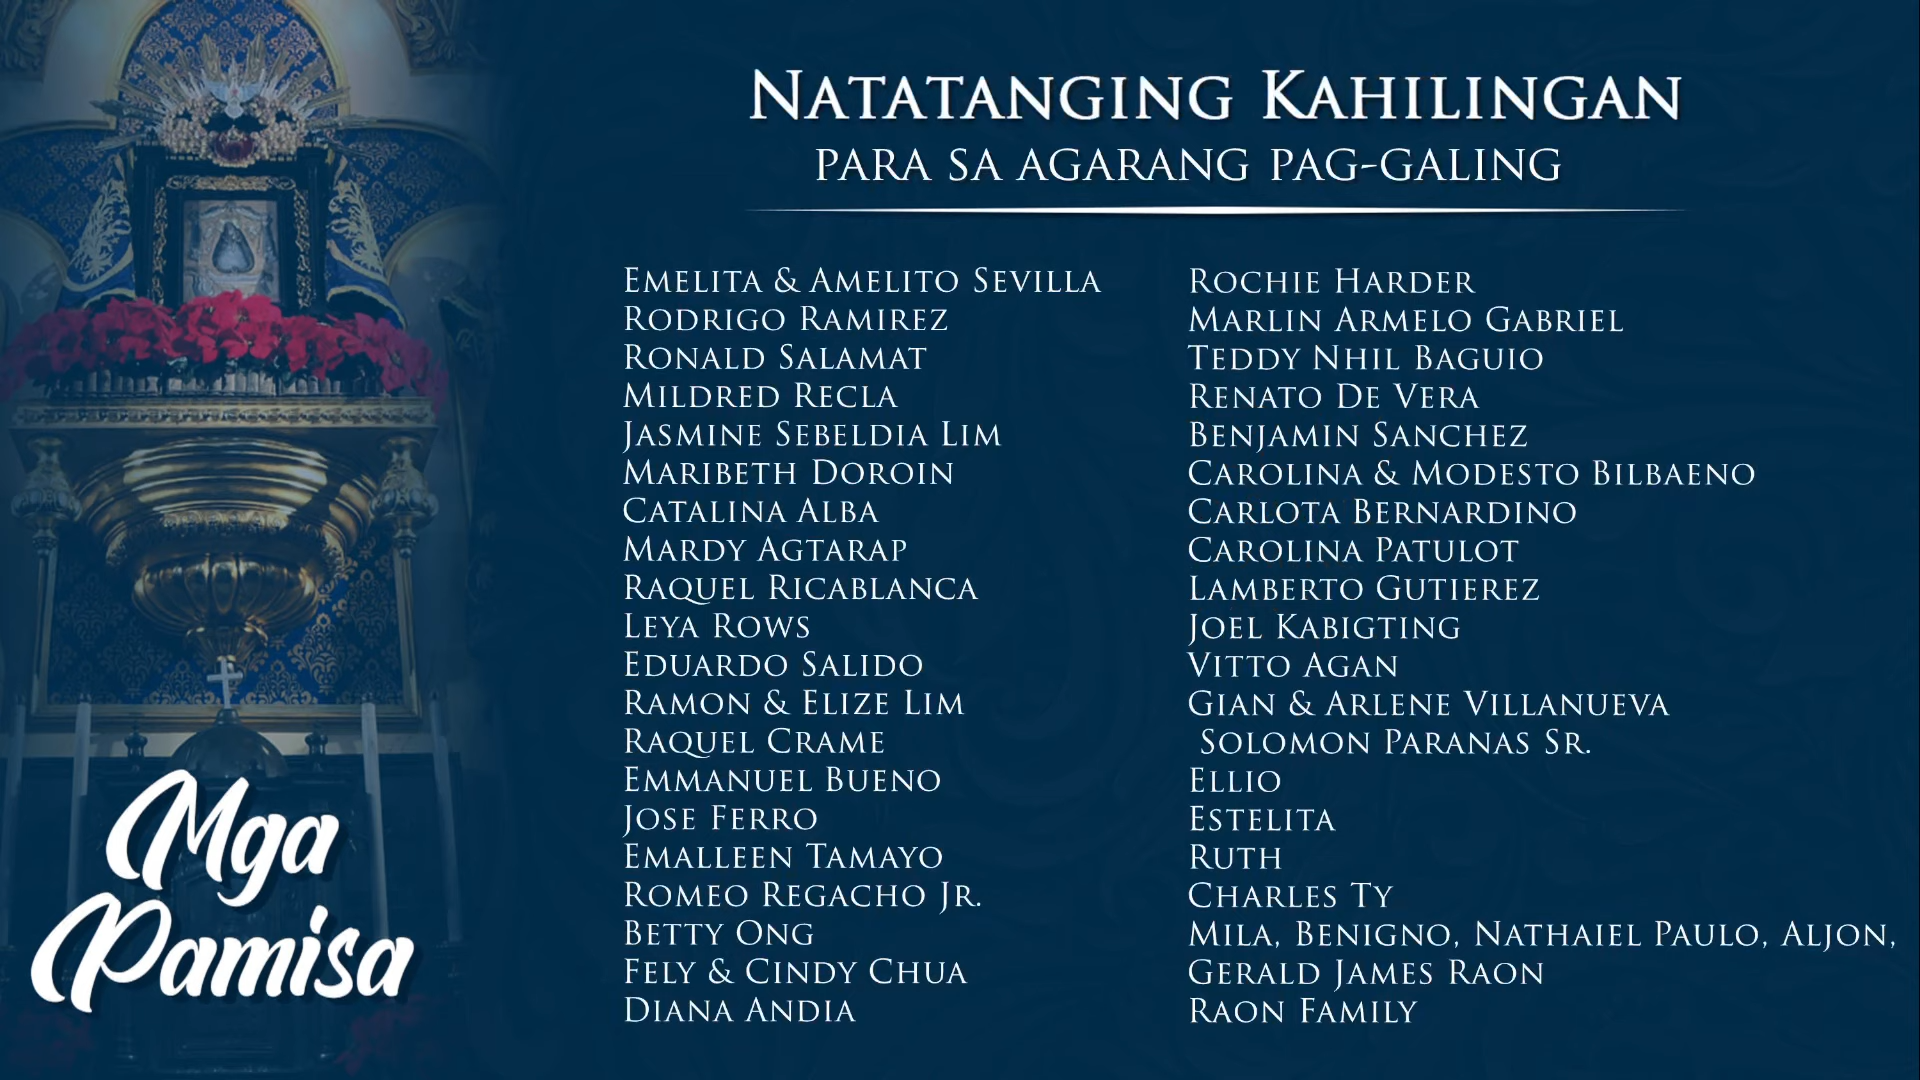 Natatanging Kahilingan
para sa agarang pag-galing
Emelita & Amelito Sevilla
Rodrigo Ramirez
Ronald Salamat
Mildred Recla
Jasmine Sebeldia Lim
Maribeth Doroin
Catalina Alba
Mardy Agtarap
Raquel Ricablanca
Leya Rows
Eduardo Salido
Ramon & Elize Lim
Raquel Crame
Emmanuel Bueno
Jose Ferro
Emalleen Tamayo
Romeo Regacho Jr.
Betty Ong
Fely & Cindy Chua
Diana Andia
Rochie Harder
Marlin Armelo Gabriel
Teddy Nhil Baguio
Renato De Vera
Benjamin Sanchez
Carolina & Modesto Bilbaeno
Carlota Bernardino
Carolina Patulot
Lamberto Gutierez
Joel Kabigting
Vitto Agan
Gian & Arlene Villanueva
Solomon Paranas Sr.
Ellio
Estelita
Ruth
Charles Ty
Mila, Benigno, Nathaiel Paulo, Aljon,
Gerald James Raon
Raon Family
Mga
Pamisa